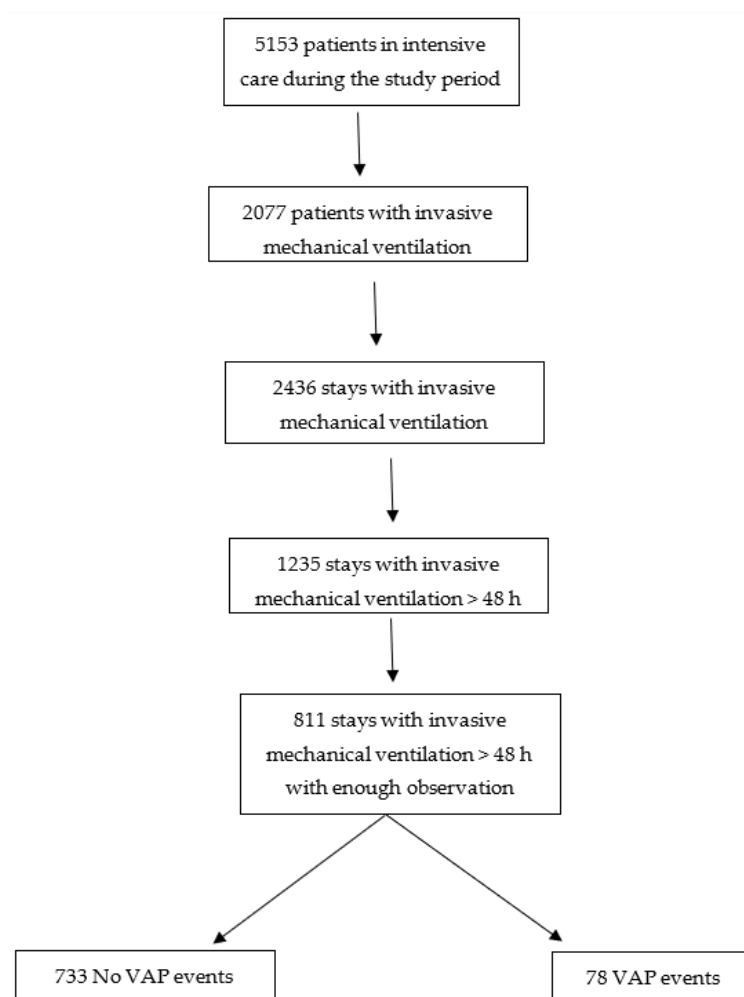 5153 patients in intensive
care during the study period
2077 patients with invasive
mechanical ventilation
2436 stays with invasive
mechanical ventilation
1235 stays with invasive
mechanical ventilation > 48 h
811 stays with invasive
mechanical ventilation > 48 h
with enough observation
733 No VAP events
78 VAP events